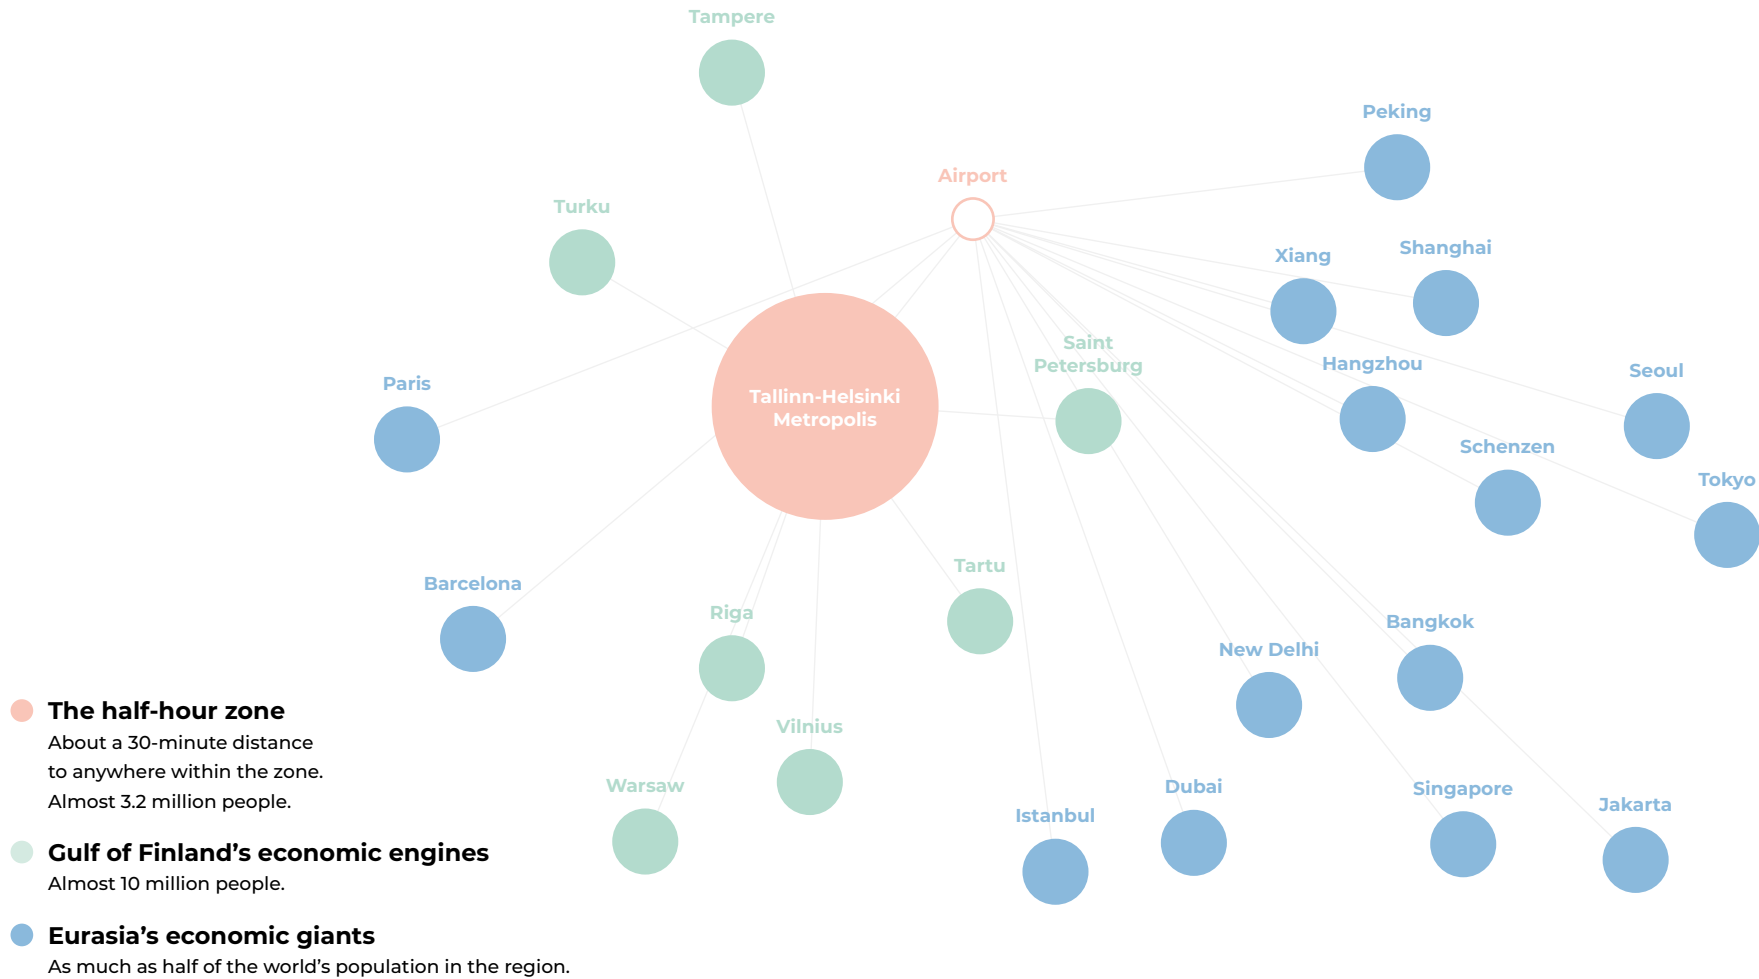 Tampere
Peking
Airport
Turku
Shanghai
Xiang
Saint
Petersburg
Hangzhou
Seoul
Paris
Tallinn-Helsinki
Metropolis
Schenzen
Tokyo
Tartu
Barcelona
Riga
Bangkok
New Delhi
Vilnius
Warsaw
Dubai
Singapore
Jakarta
Istanbul
The half-hour zone
About a 30-minute distance
to anywhere within the zone.
Almost 3.2 million people.
Gulf of Finland’s economic engines
Almost 10 million people.
Eurasia’s economic giants
As much as half of the world’s population in the region.